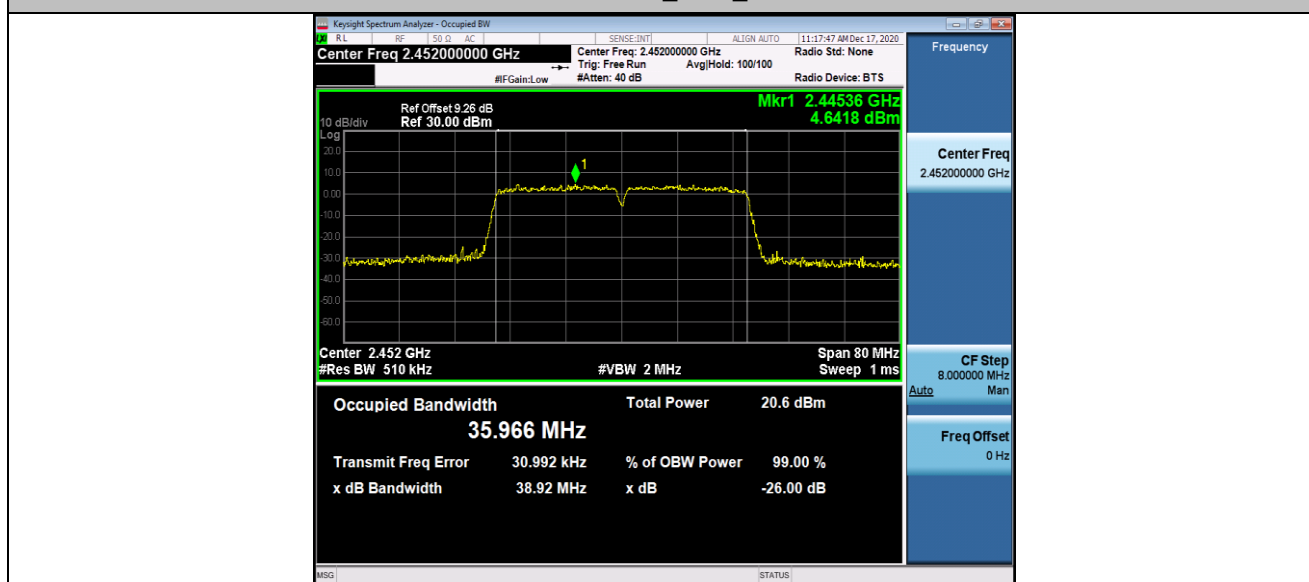 Keysight Spectrum Analyzer - Occupied BW
RL RF 50 Ω AC SENSE:INT ALIGN AUTO 11:17:47 AM Dec 17, 2020
Center Freq 2.452000000 GHz
Center Freq: 2.452000000 GHz
Radio Std: None
Trig: Free Run
Avg|Hold: 100/100
#IFGain:Low
#Atten: 40 dB
Radio Device: BTS
Frequency
Ref Offset 9.26 dB
Mkr1 2.44536 GHz
10 dB/div
Ref 30.00 dBm
4.6418 dBm
Log
20.0
10.0
0.00
-10.0
-20.0
-30.0
-40.0
-50.0
-60.0
1
Center 2.452 GHz
Span 80 MHz
#Res BW 510 kHz
#VBW 2 MHz
Sweep 1 ms
Occupied Bandwidth
Total Power 20.6 dBm
35.966 MHz
Transmit Freq Error 30.992 kHz
% of OBW Power 99.00 %
x dB Bandwidth 38.92 MHz
x dB -26.00 dB
Center Freq
2.452000000 GHz
CF Step
8.000000 MHz
Auto Man
Freq Offset
0 Hz
MSG
STATUS